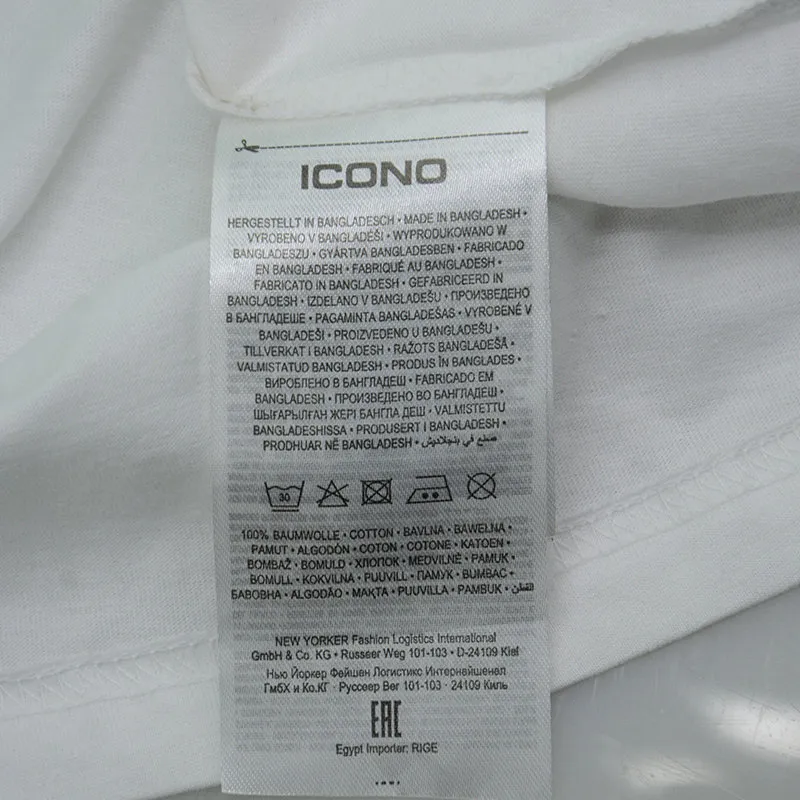 ICONO
HERGESTELLT IN BANGLADESCH • MADE IN BANGLADESH •
VYROBENO V BANGLADÉŠI • WYPRODUKOWANO W
BANGLADESZU • GYÁRTVA BANGLADESBEN • FABRICADO
EN BANGLADESH • FABRIQUÉ AU BANGLADESH •
FABRICATO IN BANGLADESH • GEFABRICEERD IN
BANGLADESH • IZDELANO V BANGLADEŠU • ПРОИЗВЕДЕНО
В БАНГЛАДЕШЕ • PAGAMINTA BANGLADEŠAS • VYROBENÉ V
BANGLADEŠI • PROIZVEDENO U BANGLADEŠU •
TILLVERKAT I BANGLADESH • RAŽOTS BANGLADEŠĀ •
VALMISTATUD BANGLADESH • PRODUS ÎN BANGLADES •
ВИРОБЛЕНО В БАНГЛАДЕШ • FABRICADO EM
BANGLADESH • ПРОИЗВЕДЕНО ВО БАНГЛАДЕШ •
ШЫҒАРЫЛҒАН ЖЕРІ БАНГЛА ДЕШ • VALMISTETTU
BANGLADESHISSA • PRODUSERT I BANGLADESH •
PRODHUAR NË BANGLADESH • صنع في بنجلاديش
30
100% BAUMWOLLE • COTTON • BAVLNA • BAWEŁNA •
PAMUT • ALGODÓN • COTON • COTONE • KATOEN •
BOMBAŽ • BOMULD • ХЛОПОК • MEDVILNĖ • PAMUK •
BOMULL • KOKVILNA • PUUVILL • ПАМУК • BUMBAC •
БАВОВНА • ALGODÃO • МАҚТА • PUUVILLA • PAMBUK • القطن
NEW YORKER Fashion Logistics International
GmbH & Co. KG • Russeer Weg 101-103 • D-24109 Kiel
Нью Йоркер Фейшен Логистикс Интернейшенел
ГмбХ и Ко.КГ • Руссеер Вег 101-103 • 24109 Киль
EAC
Egypt Importer: RIGE